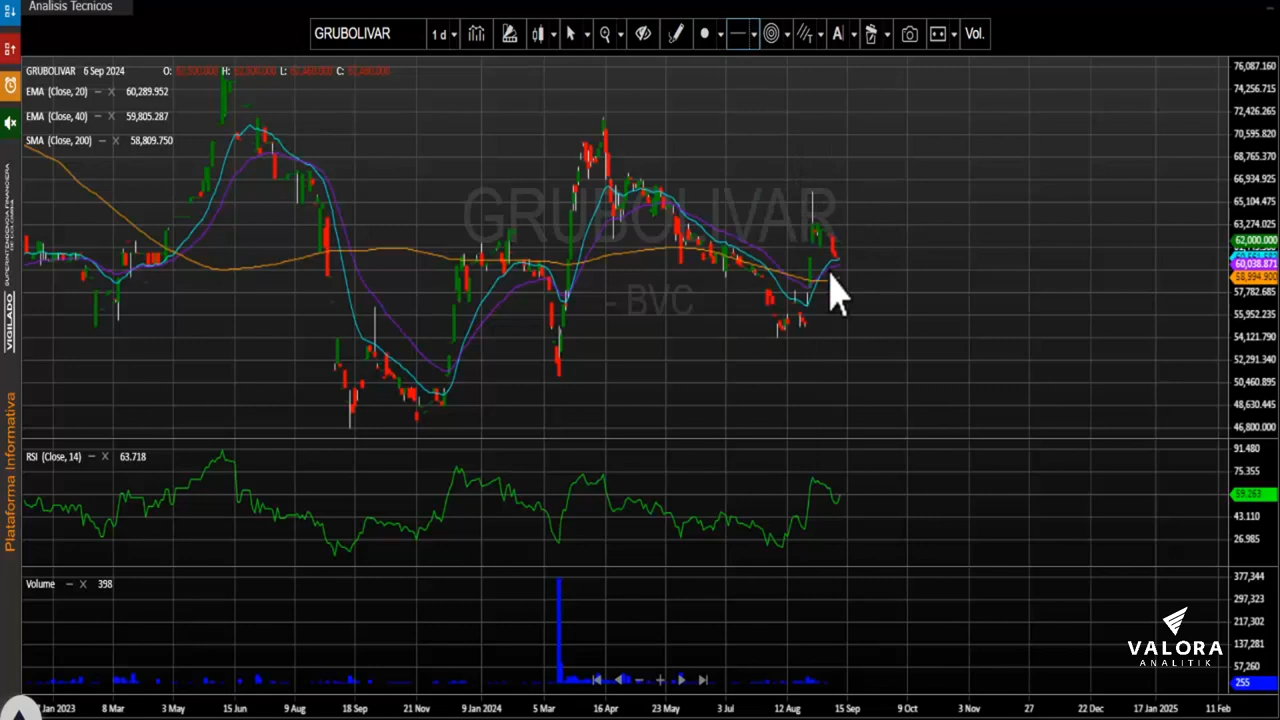 Analisis Tecnicos
GRUBOLIVAR
1 d
A
Vol.
GRUBOLIVAR 6 Sep 2024 O: H: L: C:
EMA (Close, 20) — X 60,289.952
EMA (Close, 40) — X 59,805.287
SMA (Close, 200) — X 58,809.750
GRUBOLIVAR
- BVC
76,087.160
74,256.715
72,426.265
70,595.820
68,765.370
66,934.925
65,104.475
63,274.025
62,000.000
60,038.871
58,994.900
57,782.685
55,952.235
54,121.790
52,291.340
50,460.895
48,630.445
46,800.000
RSI (Close, 14) — X 63.718
91.480
75.355
59.263
43.110
26.985
Volume — X 398
377,344
297,323
217,302
137,281
57,260
255
Jan 2023 8 Mar 3 May 15 Jun 9 Aug 18 Sep 21 Nov 9 Jan 2024 5 Mar 16 Apr 23 May 3 Jul 12 Aug 15 Sep 9 Oct 3 Nov 27 22 Dec 17 Jan 2025 11 Feb
SUPERINTENDENCIA FINANCIERA
DE COLOMBIA
VIGILADO
Plataforma Informativa
VALORA
ANALITIK